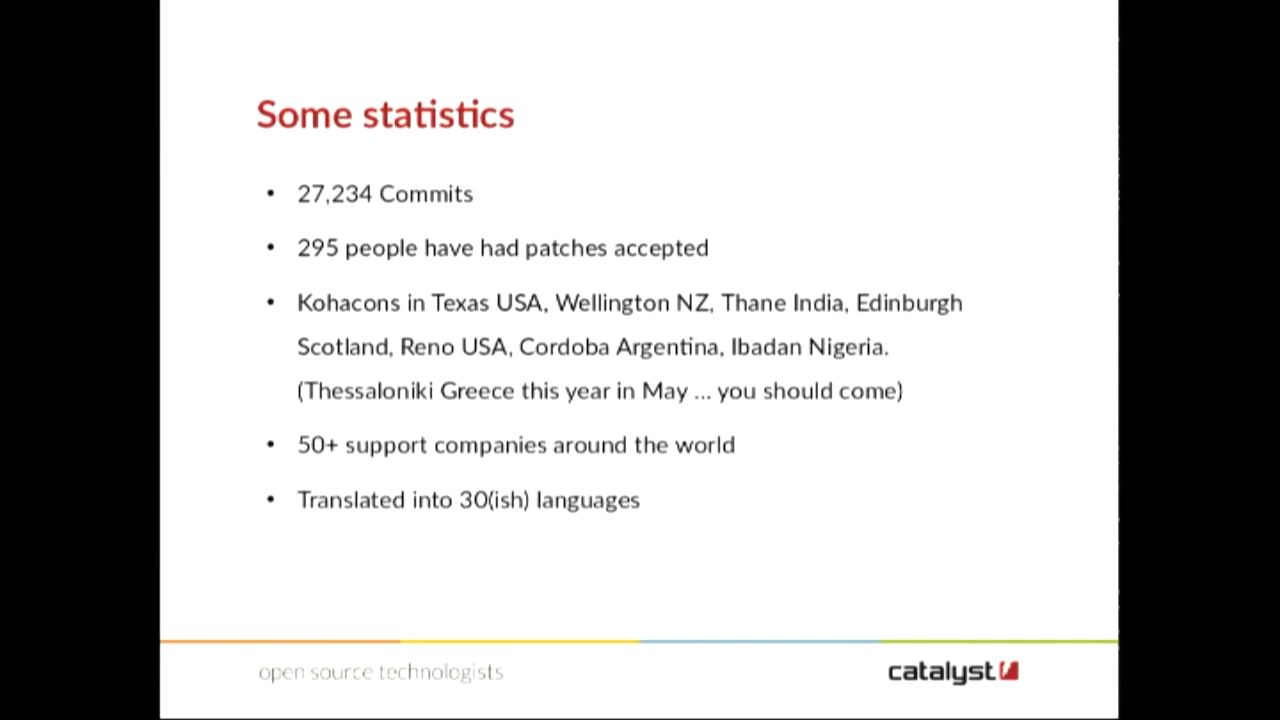 Some statistics
• 27,234 Commits
• 295 people have had patches accepted
• Kohacons in Texas USA, Wellington NZ, Thane India, Edinburgh
Scotland, Reno USA, Cordoba Argentina, Ibadan Nigeria.
(Thessaloniki Greece this year in May ... you should come)
• 50+ support companies around the world
• Translated into 30(ish) languages
open source technologists
catalyst